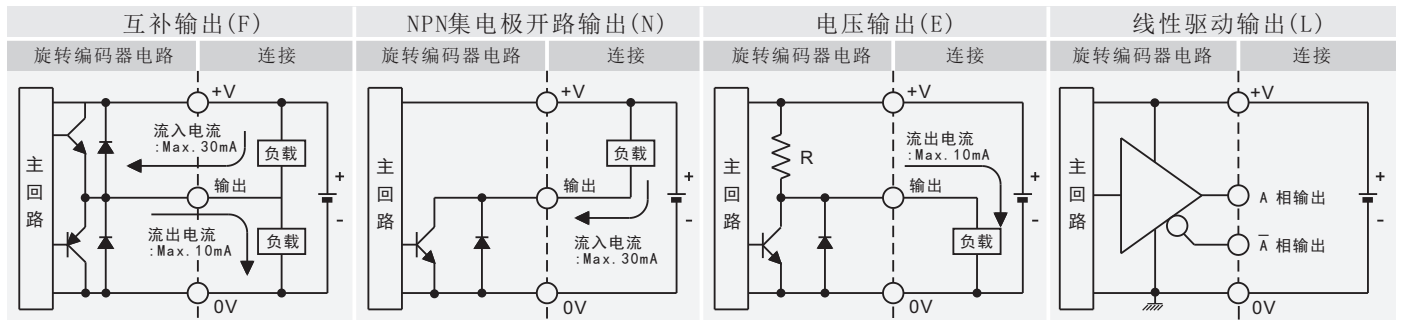 互补输出(F)
旋转编码器电路 连接
主回路
+V
流入电流
:Max. 30mA
负载
输出
流出电流
:Max. 10mA
负载
+
-
0V
NPN集电极开路输出(N)
旋转编码器电路 连接
主回路
+V
负载
输出
流入电流
:Max. 30mA
+
-
0V
电压输出(E)
旋转编码器电路 连接
主回路
+V
R
流出电流
:Max. 10mA
输出
负载
+
-
0V
线性驱动输出(L)
旋转编码器电路 连接
主回路
+V
A 相输出
A̅ 相输出
+
-
0V